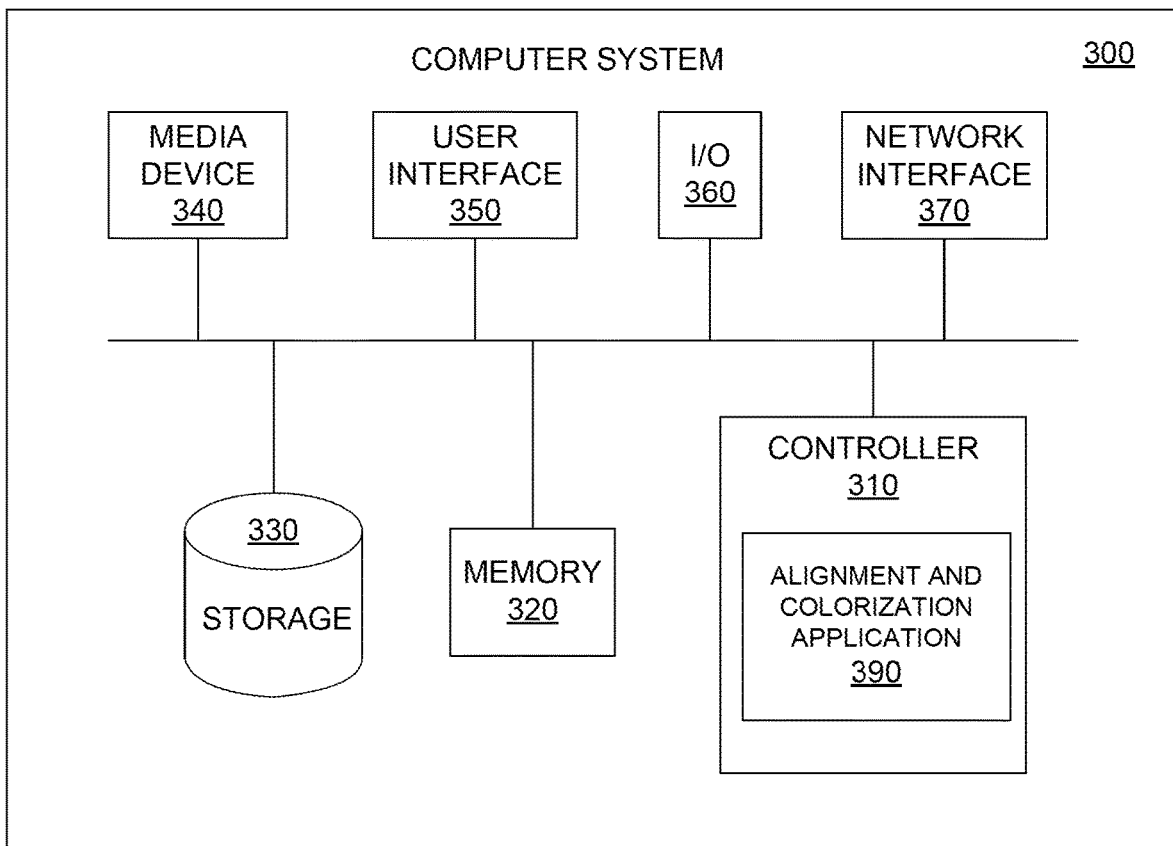 COMPUTER SYSTEM
300
MEDIA
DEVICE
340
USER
INTERFACE
350
I/O
360
NETWORK
INTERFACE
370
330
STORAGE
MEMORY
320
CONTROLLER
310
ALIGNMENT AND
COLORIZATION
APPLICATION
390